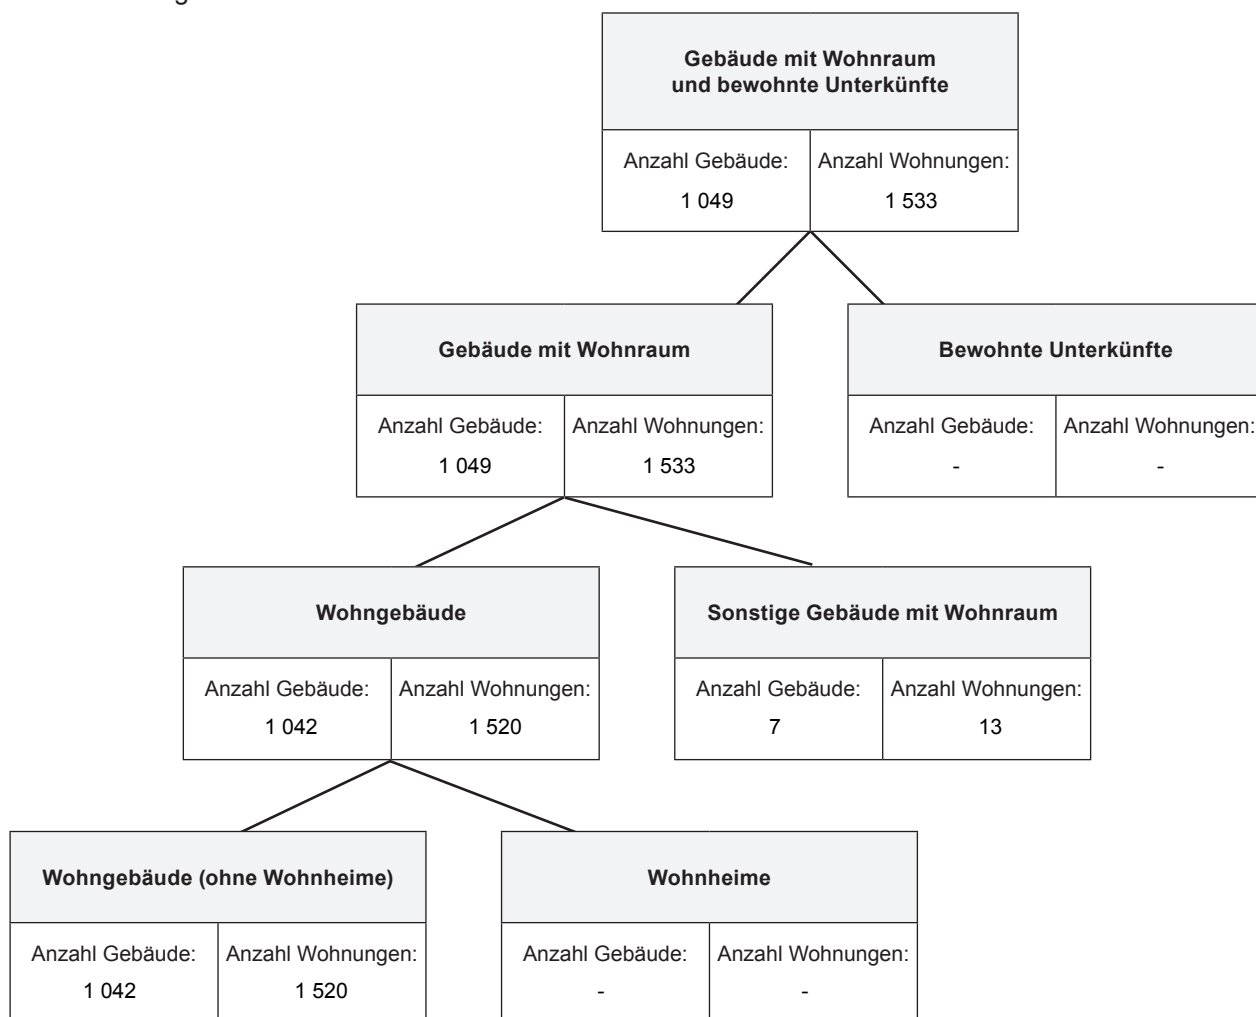 Gebäude mit Wohnraum
und bewohnte Unterkünfte
Anzahl Gebäude: Anzahl Wohnungen:
1 049 1 533
Gebäude mit Wohnraum Bewohnte Unterkünfte
Anzahl Gebäude: Anzahl Wohnungen: Anzahl Gebäude: Anzahl Wohnungen:
1 049 1 533 - -
Wohngebäude Sonstige Gebäude mit Wohnraum
Anzahl Gebäude: Anzahl Wohnungen: Anzahl Gebäude: Anzahl Wohnungen:
1 042 1 520 7 13
Wohngebäude (ohne Wohnheime) Wohnheime
Anzahl Gebäude: Anzahl Wohnungen: Anzahl Gebäude: Anzahl Wohnungen:
1 042 1 520 - -